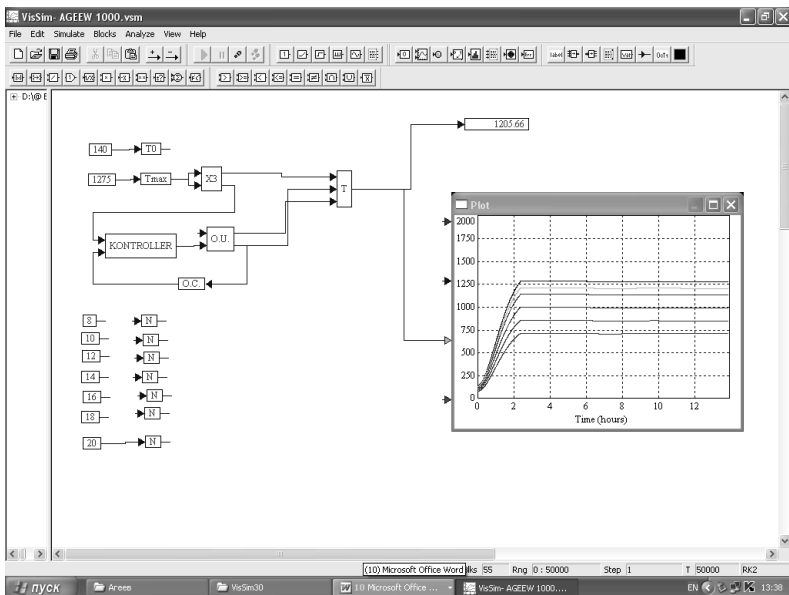 VisSim- AGEEW 1000.vsm
File Edit Simulate Blocks Analyze View Help
D:\@ E
1205.66
140 T0
1275 Tmax X3
T
KONTROLLER O.U.
O.C.
8 N
10 N
12 N
14 N
16 N
18 N
20 N
Plot
2000
1750
1500
1250
1000
750
500
250
0
0 2 4 6 8 10 12
Time (hours)
(10) Microsoft Office Word lks 55 Rng 0 : 50000 Step 1 T 50000 RK2
пуск Агеев VisSim30 10 Microsoft Office ... VisSim- AGEEW 1000.... EN 13:38